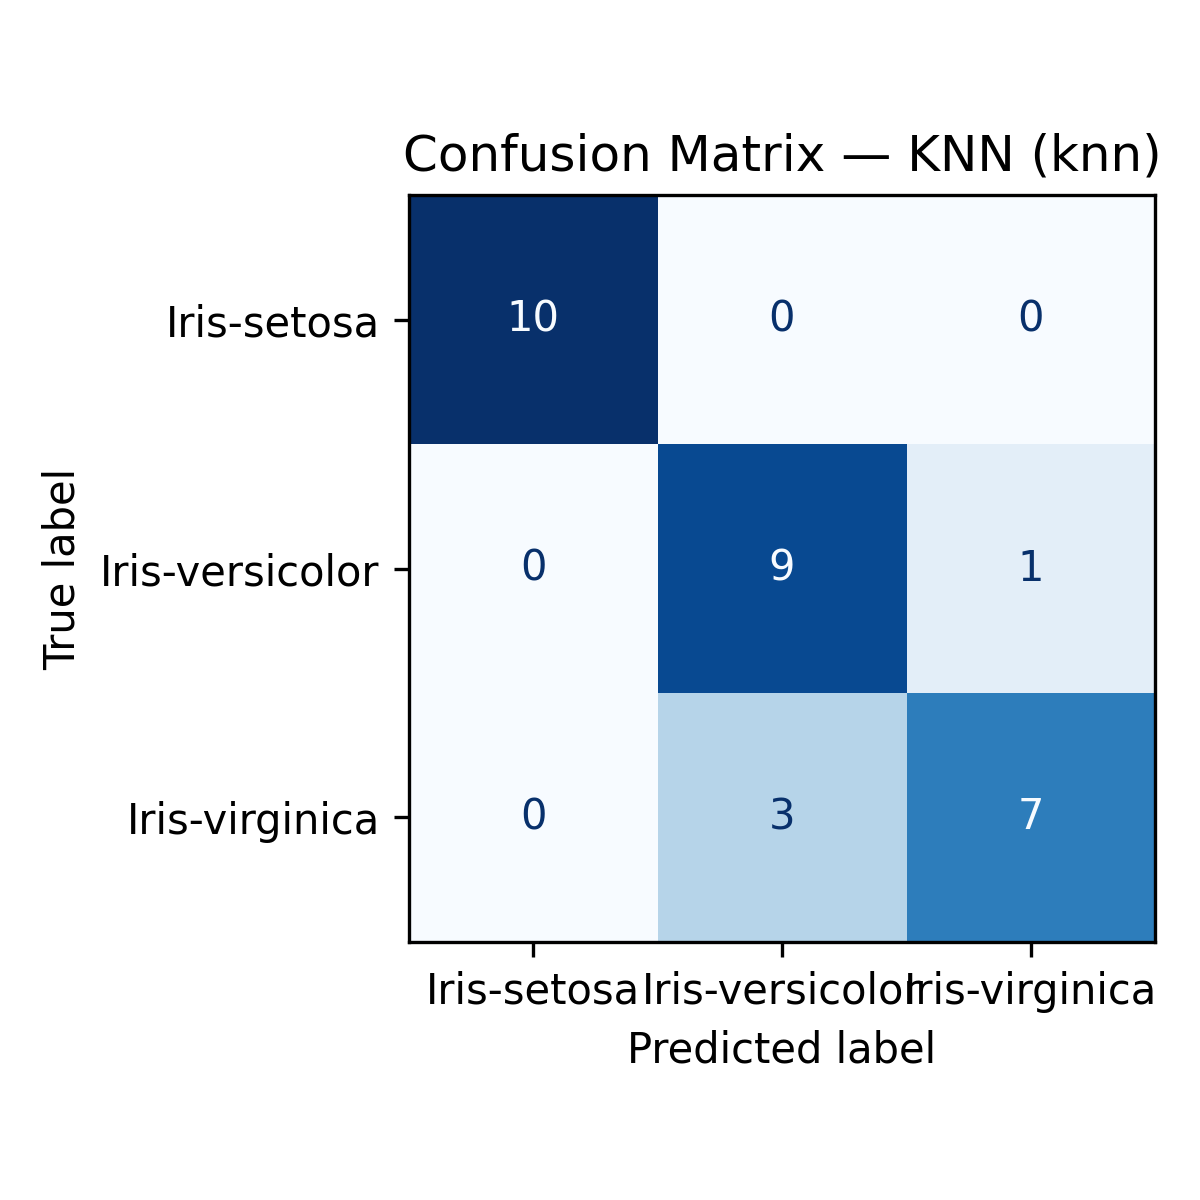 Confusion Matrix — KNN (knn)
True label
Iris-setosa 10 0 0
Iris-versicolor 0 9 1
Iris-virginica 0 3 7
Iris-setosa Iris-versicolor Iris-virginica
Predicted label